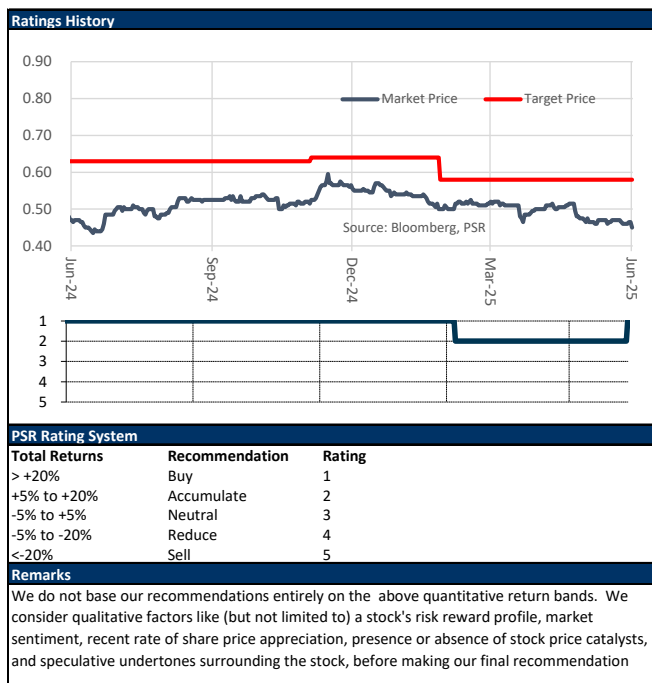 Ratings History
0.90
0.80
0.70
0.60
0.50
0.40
Market Price
Target Price
Source: Bloomberg, PSR
Jun-24
Sep-24
Dec-24
Mar-25
Jun-25
1
2
3
4
5
PSR Rating System
Total Returns Recommendation Rating
> +20% Buy 1
+5% to +20% Accumulate 2
-5% to +5% Neutral 3
-5% to -20% Reduce 4
<-20% Sell 5
Remarks
We do not base our recommendations entirely on the above quantitative return bands. We
consider qualitative factors like (but not limited to) a stock's risk reward profile, market
sentiment, recent rate of share price appreciation, presence or absence of stock price catalysts,
and speculative undertones surrounding the stock, before making our final recommendation